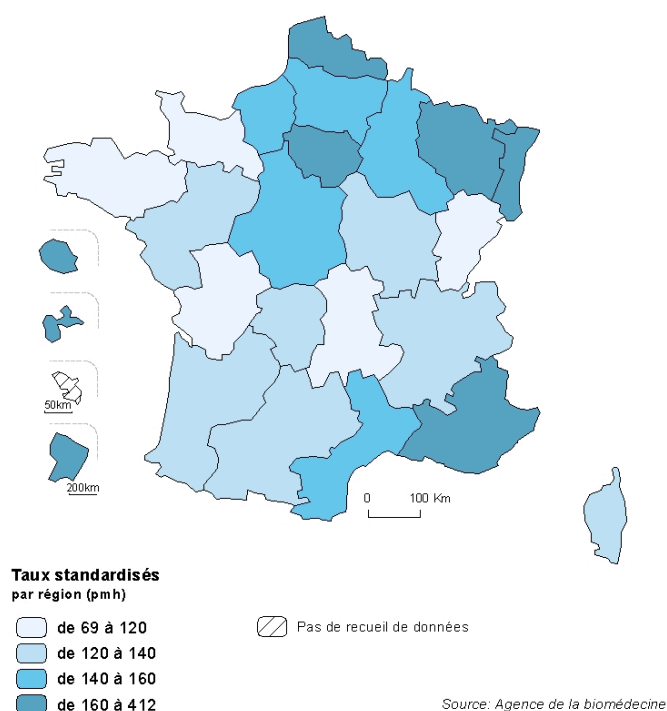 50km
200km
0 100 Km
Taux standardisés
par région (pmh)
de 69 à 120
de 120 à 140
de 140 à 160
de 160 à 412
Pas de recueil de données
Source: Agence de la biomédecine